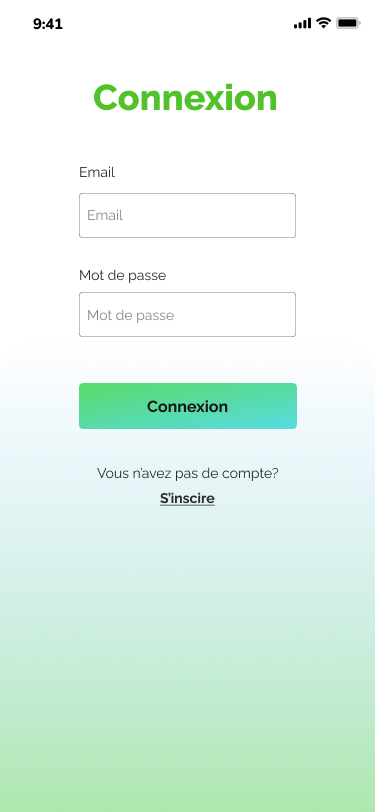 9:41
Connexion
Email
Email
Mot de passe
Mot de passe
Connexion
Vous n'avez pas de compte?
S'inscire